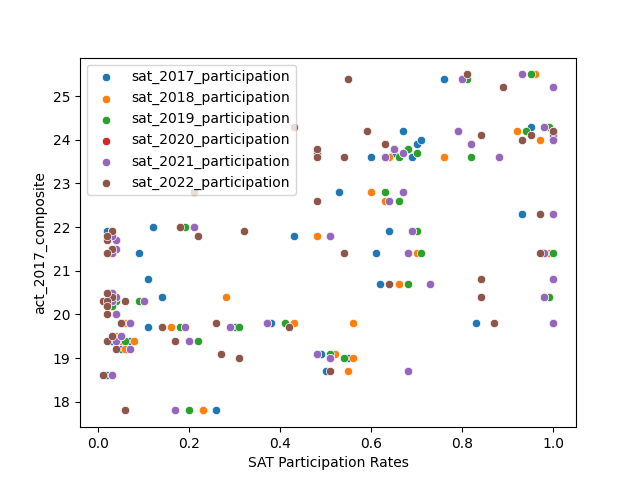 sat_2017_participation
sat_2018_participation
sat_2019_participation
sat_2020_participation
sat_2021_participation
sat_2022_participation
25
24
23
22
21
20
19
18
act_2017_composite
0.0 0.2 0.4 0.6 0.8 1.0
SAT Participation Rates